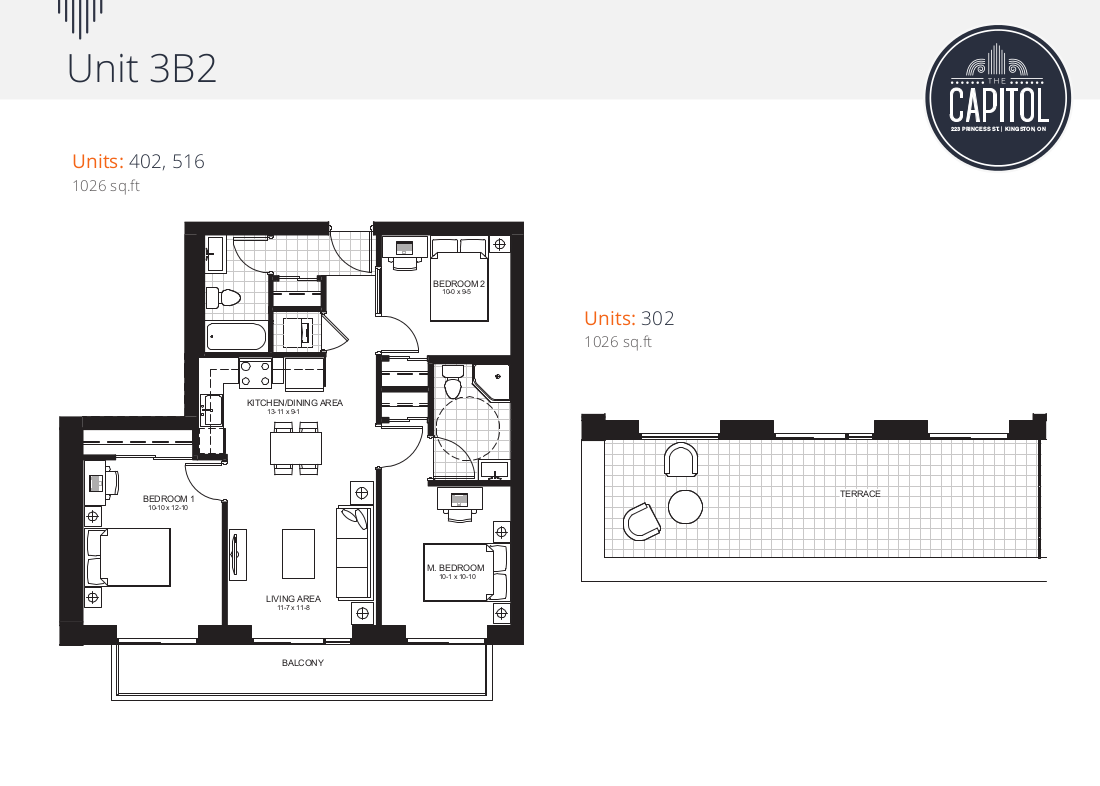 Unit 3B2
THE
CAPITOL
223 PRINCESS ST. | KINGSTON, ON
Units: 402, 516
1026 sq.ft
BEDROOM 2
10-0 x 9-5
KITCHEN/DINING AREA
13-11 x 9-1
BEDROOM 1
10-10 x 12-10
M. BEDROOM
10-1 x 10-10
LIVING AREA
11-7 x 11-8
BALCONY
Units: 302
1026 sq.ft
TERRACE